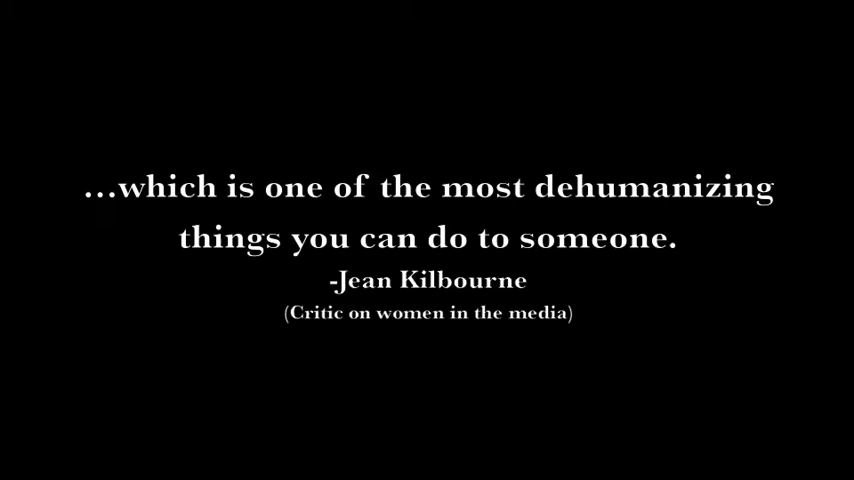 ...which is one of the most dehumanizing
things you can do to someone.
-Jean Kilbourne
(Critic on women in the media)